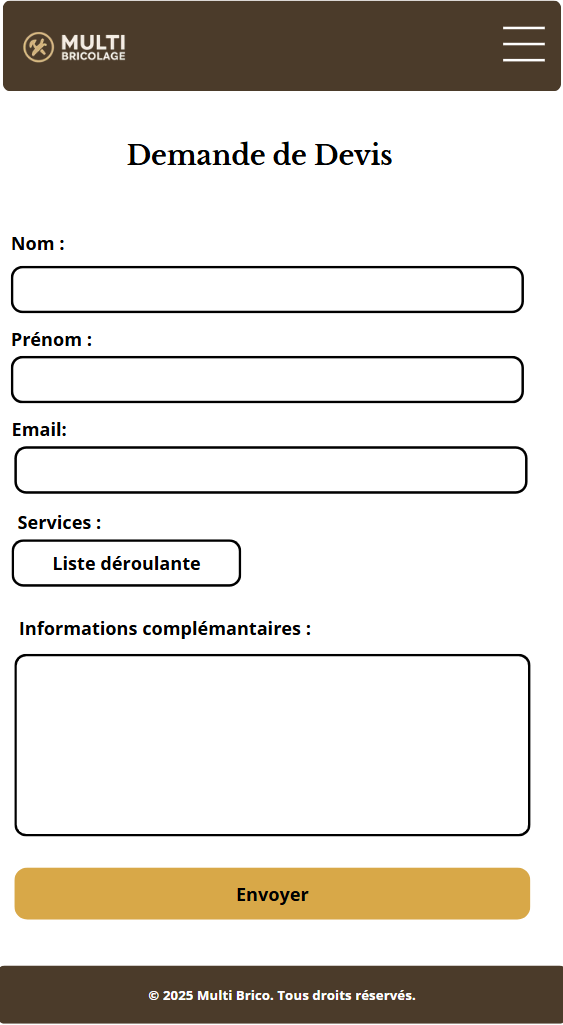 MULTI
BRICOLAGE
Demande de Devis
Nom :
Prénom :
Email:
Services :
Liste déroulante
Informations complémantaires :
Envoyer
© 2025 Multi Brico. Tous droits réservés.